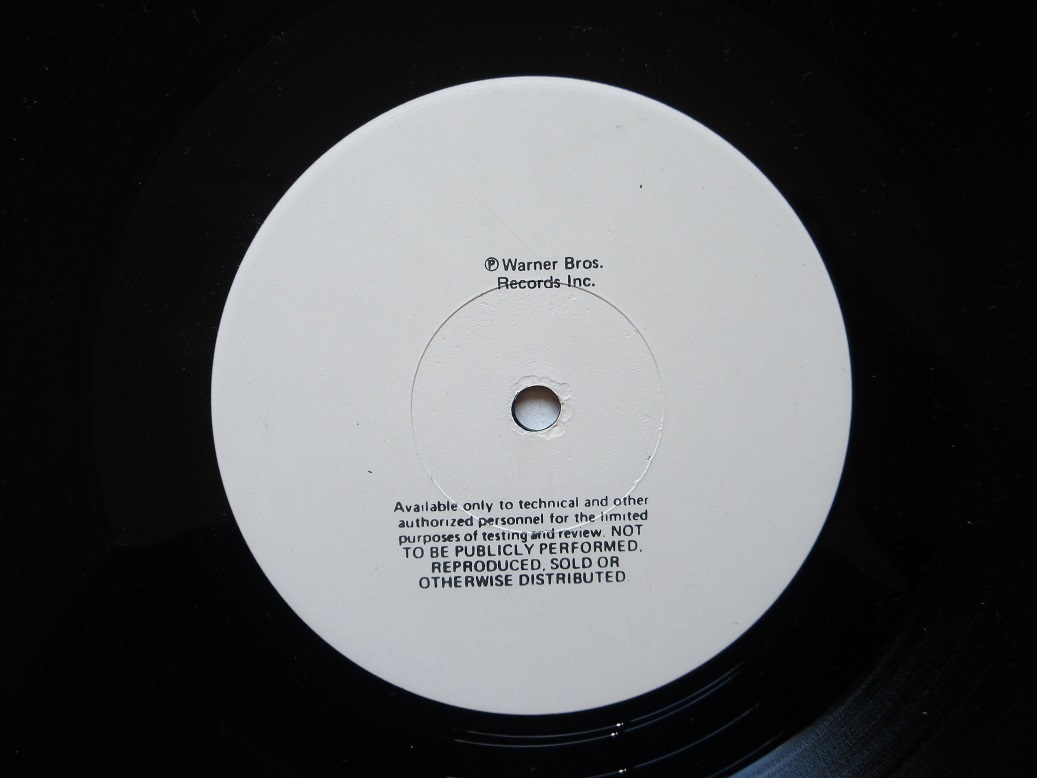 ℗ Warner Bros.
Records Inc.
Available only to technical and other
authorized personnel for the limited
purposes of testing and review. NOT
TO BE PUBLICLY PERFORMED,
REPRODUCED, SOLD OR
OTHERWISE DISTRIBUTED.